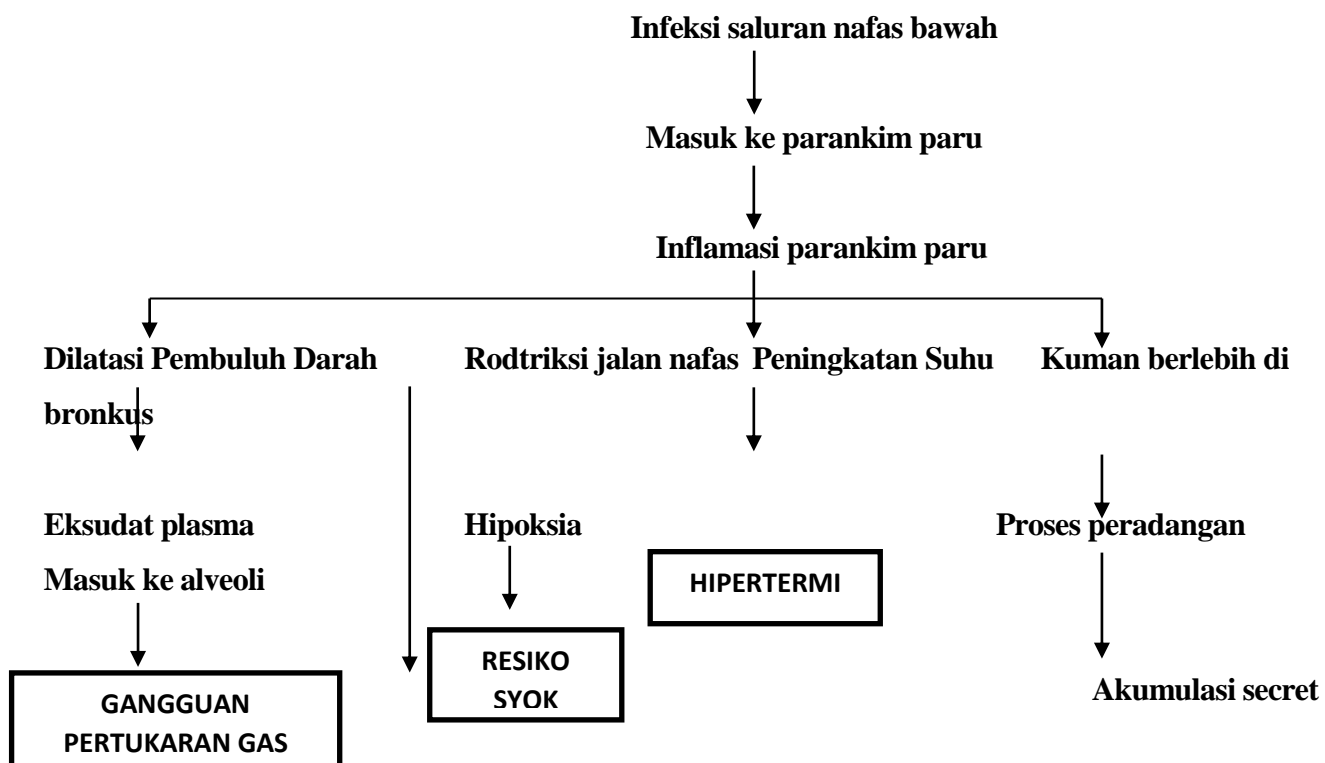 Infeksi saluran nafas bawah
Masuk ke parankim paru
Inflamasi parankim paru
Dilatasi Pembuluh Darah Rodtriksi jalan nafas Peningkatan Suhu Kuman berlebih di
bronkus
Eksudat plasma Hipoksia Proses peradangan
Masuk ke alveoli
HIPERTERMI
RESIKO
SYOK
Akumulasi secret
GANGGUAN
PERTUKARAN GAS